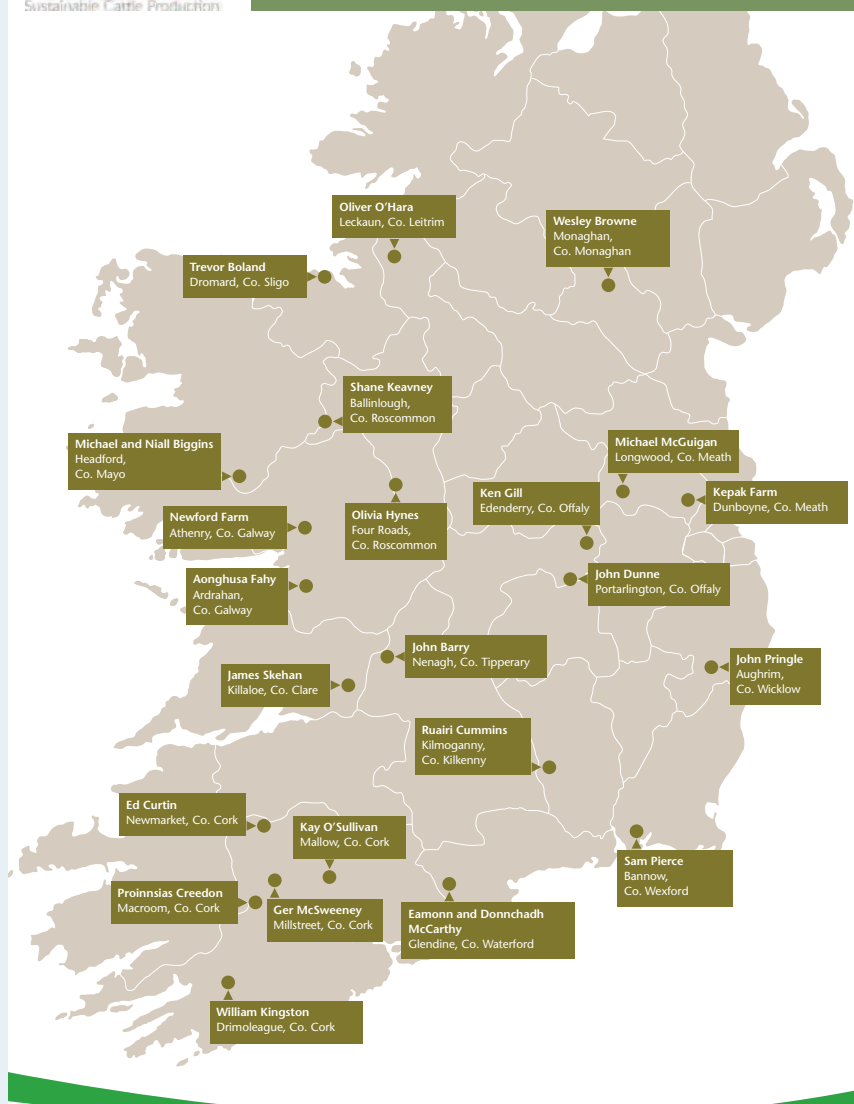 Sustainable Cattle Production
Oliver O’Hara
Leckaun, Co. Leitrim
Wesley Browne
Monaghan,
Co. Monaghan
Trevor Boland
Dromard, Co. Sligo
Shane Keavney
Ballinlough,
Co. Roscommon
Michael and Niall Biggins
Headford,
Co. Mayo
Michael McGuigan
Longwood, Co. Meath
Ken Gill
Edenderry, Co. Offaly
Kepak Farm
Dunboyne, Co. Meath
Newford Farm
Athenry, Co. Galway
Olivia Hynes
Four Roads,
Co. Roscommon
Aonghusa Fahy
Ardrahan,
Co. Galway
John Dunne
Portarlington, Co. Offaly
John Barry
Nenagh, Co. Tipperary
John Pringle
Aughrim,
Co. Wicklow
James Skehan
Killaloe, Co. Clare
Ruairi Cummins
Kilmoganny,
Co. Kilkenny
Ed Curtin
Newmarket, Co. Cork
Kay O’Sullivan
Mallow, Co. Cork
Sam Pierce
Bannow,
Co. Wexford
Proinnsias Creedon
Macroom, Co. Cork
Ger McSweeney
Millstreet, Co. Cork
Eamonn and Donnchadh
McCarthy
Glendine, Co. Waterford
William Kingston
Drimoleague, Co. Cork